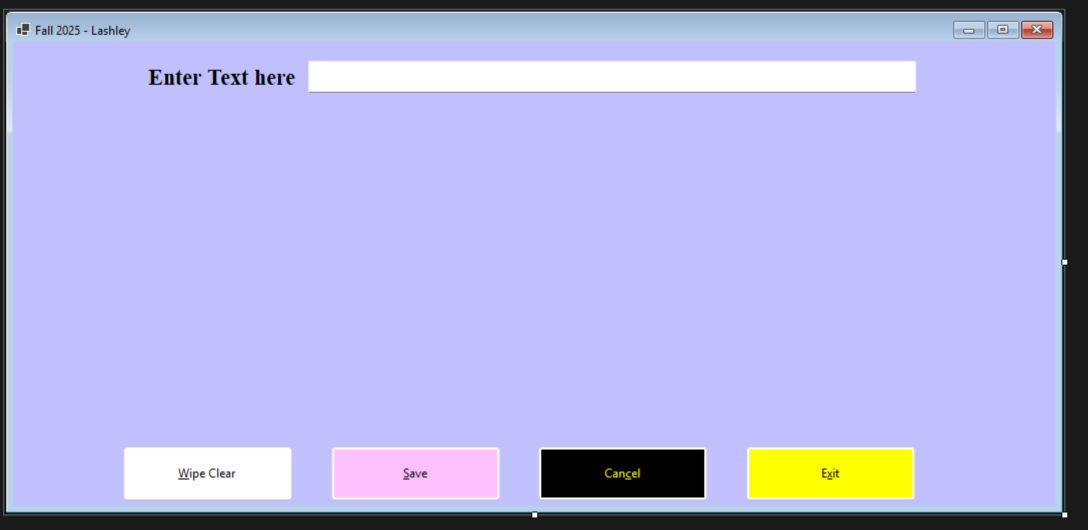 Fall 2025 - Lashley
Enter Text here
Wipe Clear
Save
Cancel
Exit